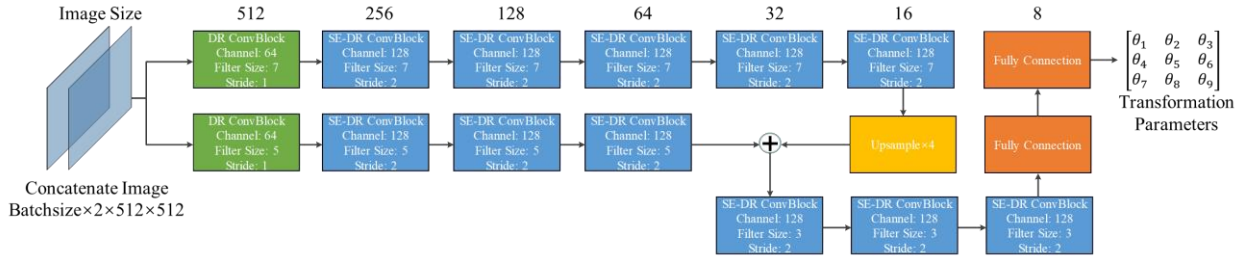 Image Size
512
256
128
64
32
16
8
DR ConvBlock
Channel: 64
Filter Size: 7
Stride: 1
SE-DR ConvBlock
Channel: 128
Filter Size: 7
Stride: 2
SE-DR ConvBlock
Channel: 128
Filter Size: 7
Stride: 2
SE-DR ConvBlock
Channel: 128
Filter Size: 7
Stride: 2
SE-DR ConvBlock
Channel: 128
Filter Size: 7
Stride: 2
SE-DR ConvBlock
Channel: 128
Filter Size: 7
Stride: 2
Fully Connection
θ₁ θ₂ θ₃
θ₄ θ₅ θ₆
θ₇ θ₈ θ₉
Transformation
Parameters
DR ConvBlock
Channel: 64
Filter Size: 5
Stride: 1
SE-DR ConvBlock
Channel: 128
Filter Size: 5
Stride: 2
SE-DR ConvBlock
Channel: 128
Filter Size: 5
Stride: 2
SE-DR ConvBlock
Channel: 128
Filter Size: 5
Stride: 2
+
Upsample×4
Fully Connection
Concatenate Image
Batchsize×2×512×512
SE-DR ConvBlock
Channel: 128
Filter Size: 3
Stride: 2
SE-DR ConvBlock
Channel: 128
Filter Size: 3
Stride: 2
SE-DR ConvBlock
Channel: 128
Filter Size: 3
Stride: 2